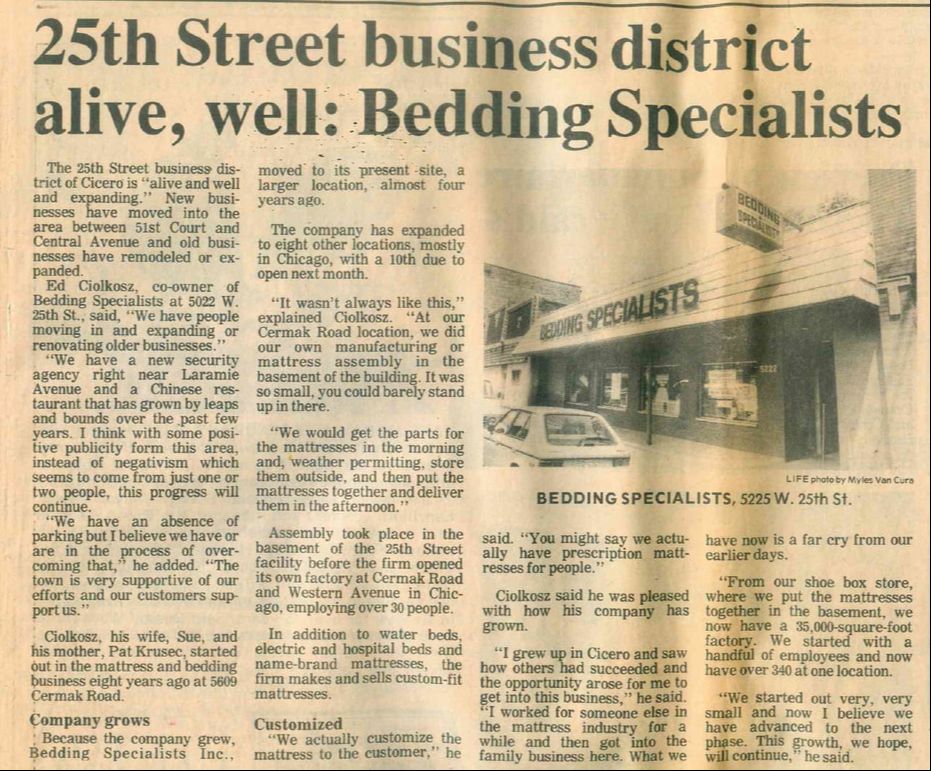 25th Street business district
alive, well: Bedding Specialists
The 25th Street business dis-
trict of Cicero is "alive and well
and expanding." New busi-
nesses have moved into the
area between 51st Court and
Central Avenue and old busi-
nesses have remodeled or ex-
panded.
Ed Ciolkosz, co-owner of
Bedding Specialists at 5022 W.
25th St., said, "We have people
moving in and expanding or
renovating older businesses."
"We have a new security
agency right near Laramie
Avenue and a Chinese res-
taurant that has grown by leaps
and bounds over the past few
years. I think with some posi-
tive publicity form this area,
instead of negativism which
seems to come from just one or
two people, this progress will
continue.
"We have an absence of
parking but I believe we have or
are in the process of over-
coming that," he added. "The
town is very supportive of our
efforts and our customers sup-
port us."
Ciolkosz, his wife, Sue, and
his mother, Pat Krusec, started
out in the mattress and bedding
business eight years ago at 5609
Cermak Road.
Company grows
Because the company grew,
Bedding Specialists Inc.,
moved to its present site, a
larger location, almost four
years ago.
The company has expanded
to eight other locations, mostly
in Chicago, with a 10th due to
open next month.
"It wasn't always like this,"
explained Ciolkosz. "At our
Cermak Road location, we did
our own manufacturing or
mattress assembly in the
basement of the building. It was
so small, you could barely stand
up in there.
"We would get the parts for
the mattresses in the morning
and, weather permitting, store
them outside, and then put the
mattresses together and deliver
them in the afternoon."
Assembly took place in the
basement of the 25th Street
facility before the firm opened
its own factory at Cermak Road
and Western Avenue in Chic-
ago, employing over 30 people.
In addition to water beds,
electric and hospital beds and
name-brand mattresses, the
firm makes and sells custom-fit
mattresses.
Customized
"We actually customize the
mattress to the customer," he
BEDDING
SPECIALISTS
BEDDING SPECIALISTS
LIFE photo by Myles Van Cura
BEDDING SPECIALISTS, 5225 W. 25th St.
said. "You might say we actu-
ally have prescription matt-
resses for people."
Ciolkosz said he was pleased
with how his company has
grown.
"I grew up in Cicero and saw
how others had succeeded and
the opportunity arose for me to
get into this business," he said.
"I worked for someone else in
the mattress industry for a
while and then got into the
family business here. What we
have now is a far cry from our
earlier days.
"From our shoe box store,
where we put the mattresses
together in the basement, we
now have a 35,000-square-foot
factory. We started with a
handful of employees and now
have over 340 at one location.
"We started out very, very
small and now I believe we
have advanced to the next
phase. This growth, we hope,
will continue," he said.